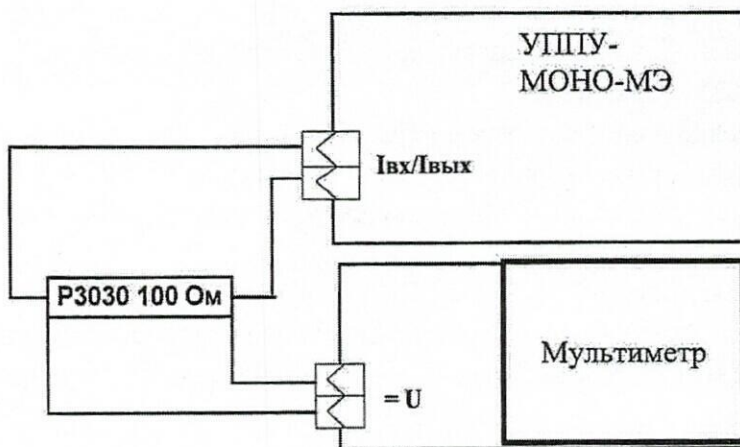 УППУ-
МОНО-МЭ
Iвх/Iвых
Р3030 100 Ом
Мультиметр
= U